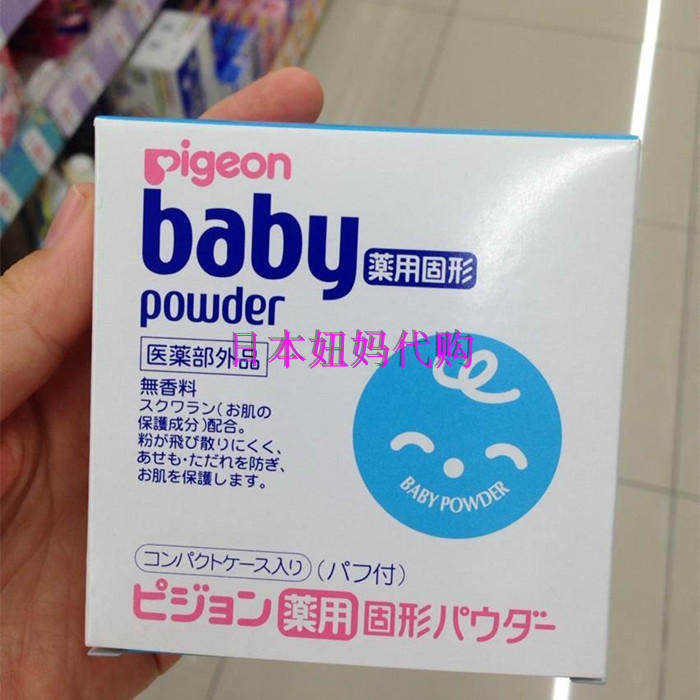 pigeon
baby 薬用固形
powder
医薬部外品
日本妞妈代购
無香料
スクワラン（お肌の
保護成分）配合。
粉が飛び散りにくく、
あせも・ただれを防ぎ、
お肌を保護します。
BABY POWDER
コンパクトケース入り（パフ付）
ピジョン薬用固形パウダー